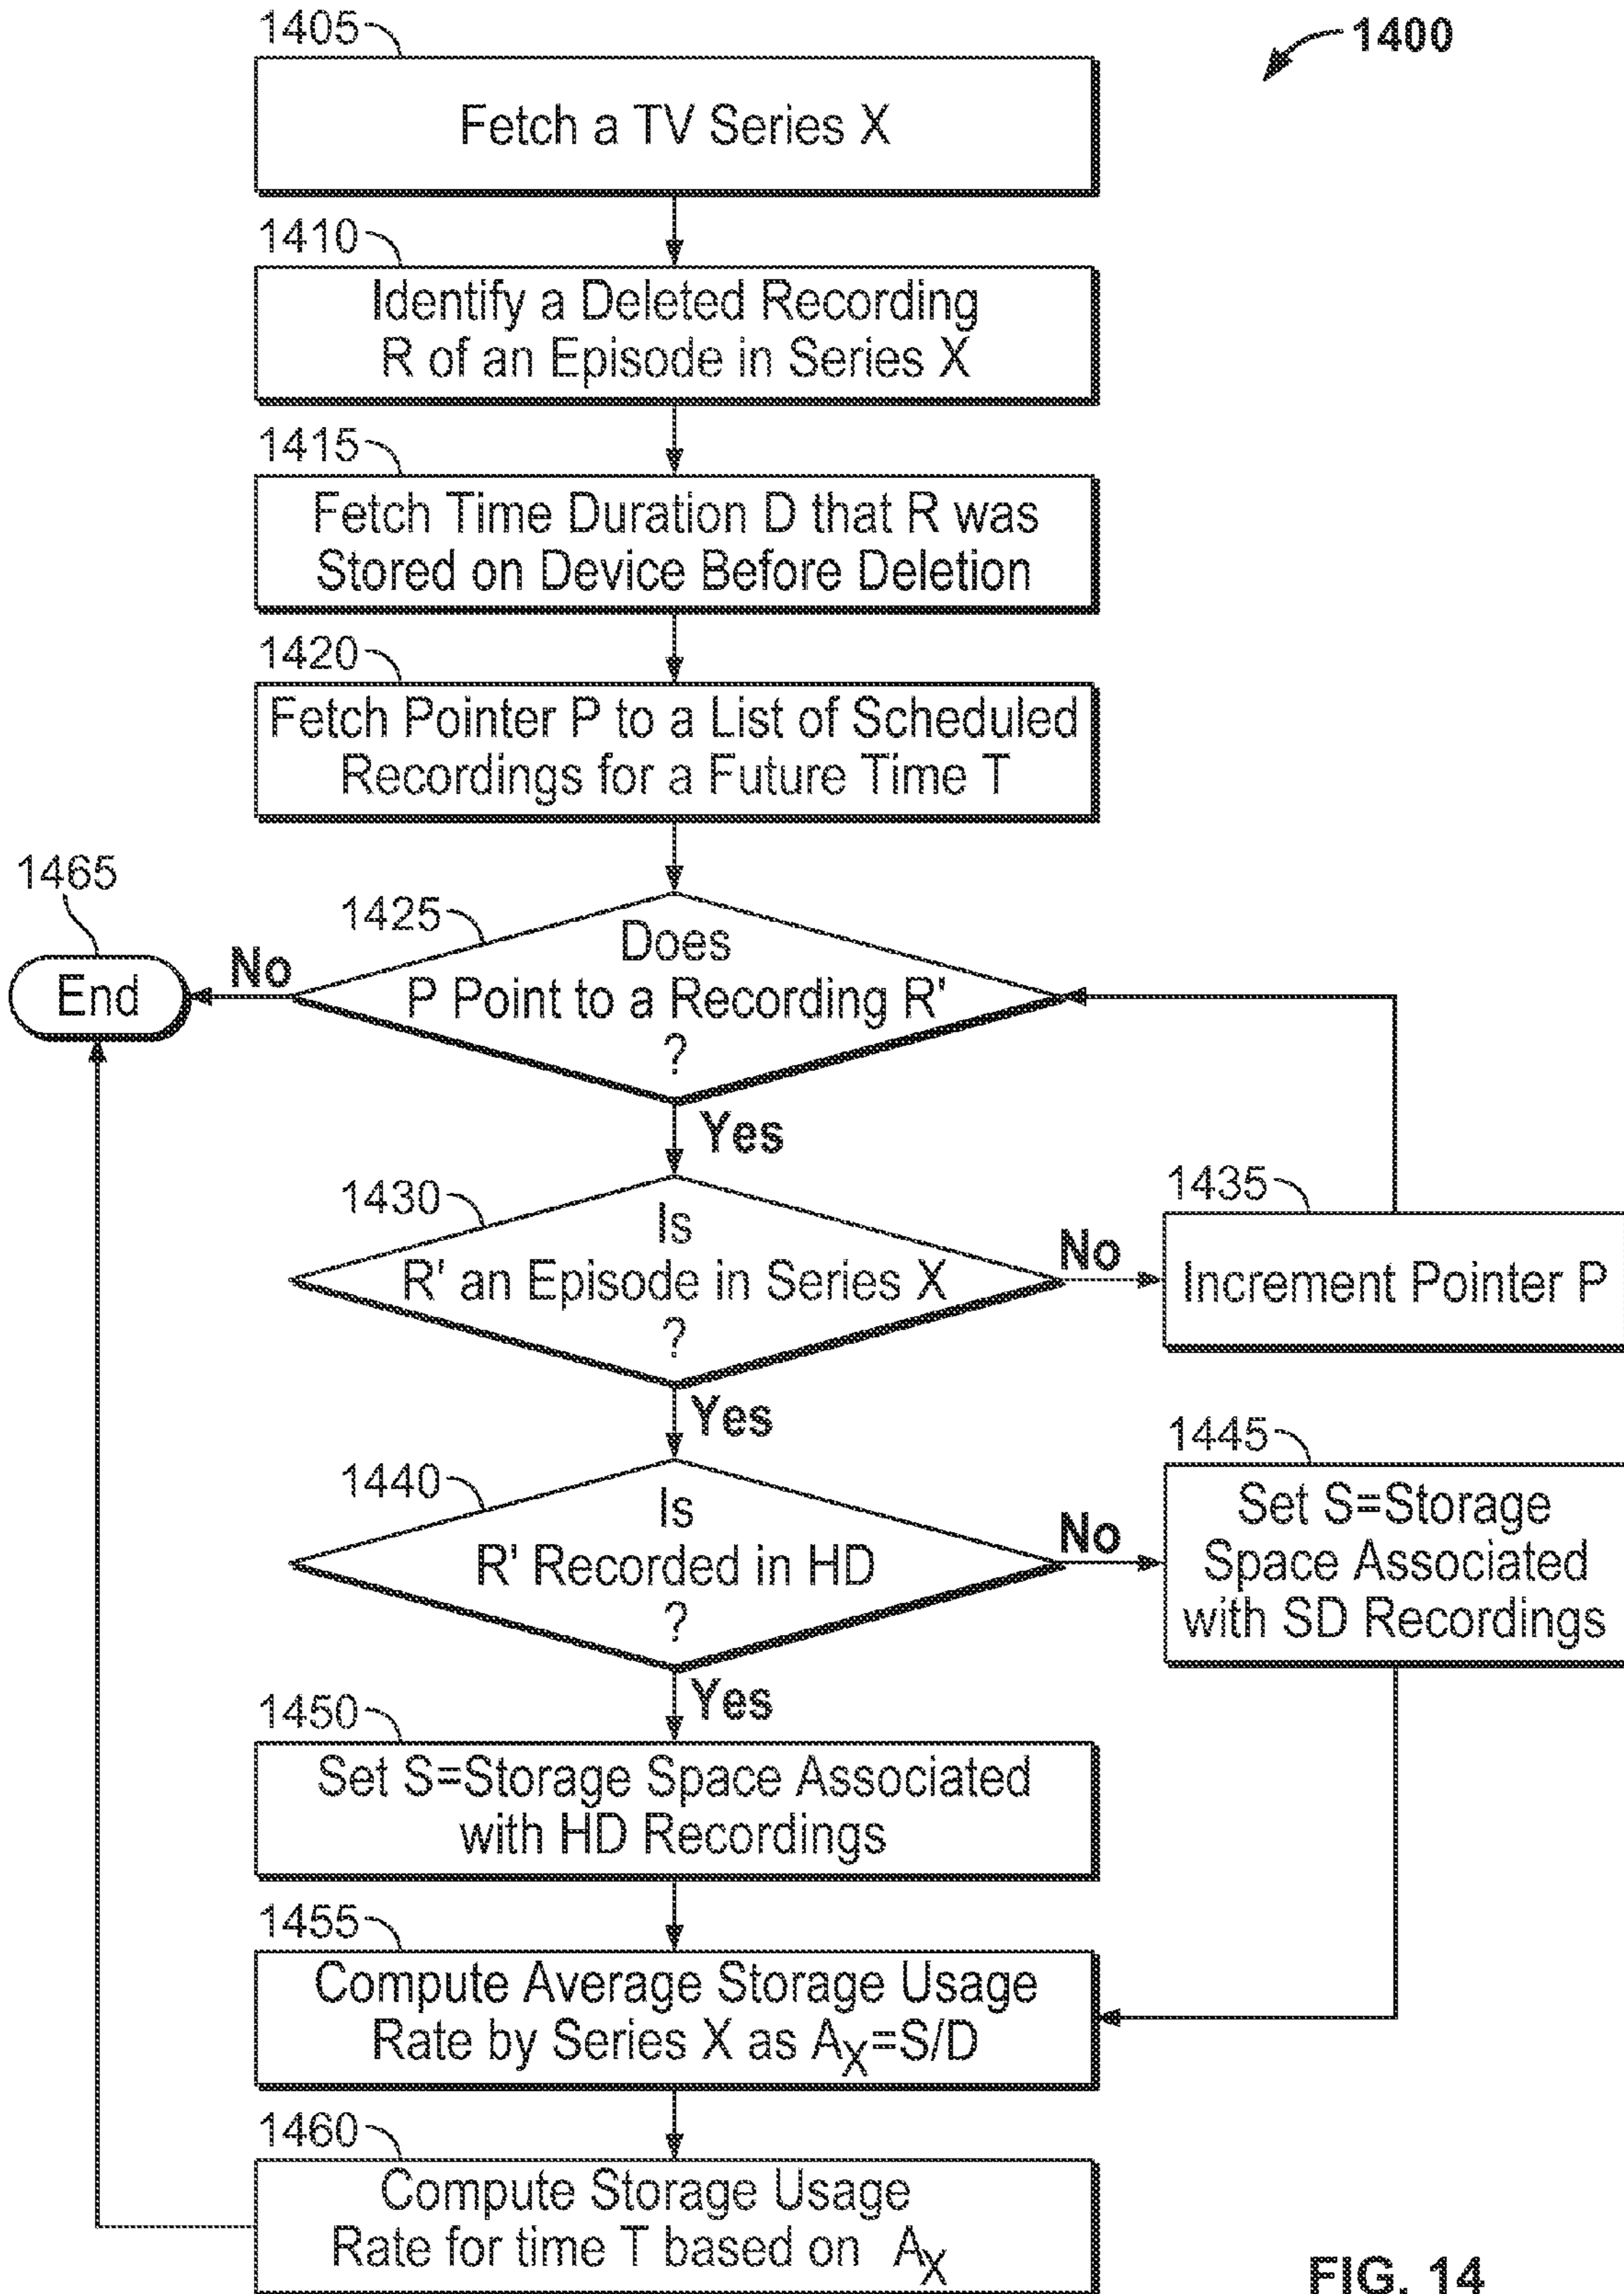 1405
1400
Fetch a TV Series X
1410
Identify a Deleted Recording
R of an Episode in Series X
1415
Fetch Time Duration D that R was
Stored on Device Before Deletion
1420
Fetch Pointer P to a List of Scheduled
Recordings for a Future Time T
1465
End
No
1425
Does
P Point to a Recording R'
?
Yes
1430
Is
R' an Episode in Series X
?
No
1435
Increment Pointer P
Yes
1440
Is
R' Recorded in HD
?
No
1445
Set S=Storage
Space Associated
with SD Recordings
Yes
1450
Set S=Storage Space Associated
with HD Recordings
1455
Compute Average Storage Usage
Rate by Series X as AX=S/D
1460
Compute Storage Usage
Rate for time T based on AX
FIG. 14